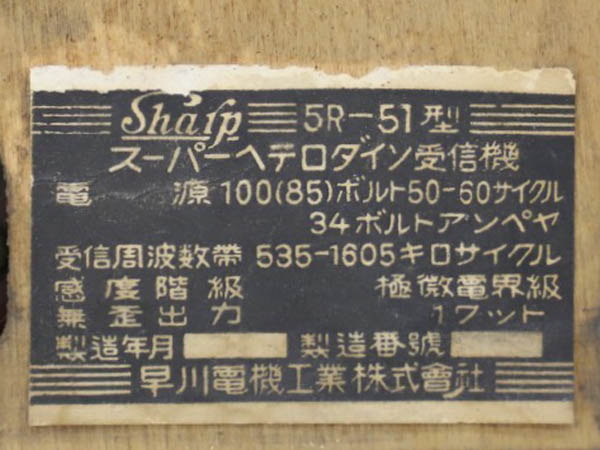 Sharp 5R-51型
スーパーヘテロダイン受信機
電源 100(85)ボルト50-60サイクル
34ボルトアンペヤ
受信周波数帯 535-1605キロサイクル
感度階級 極微電界級
無歪出力 1ワット
製造年月 製造番號
早川電機工業株式會社